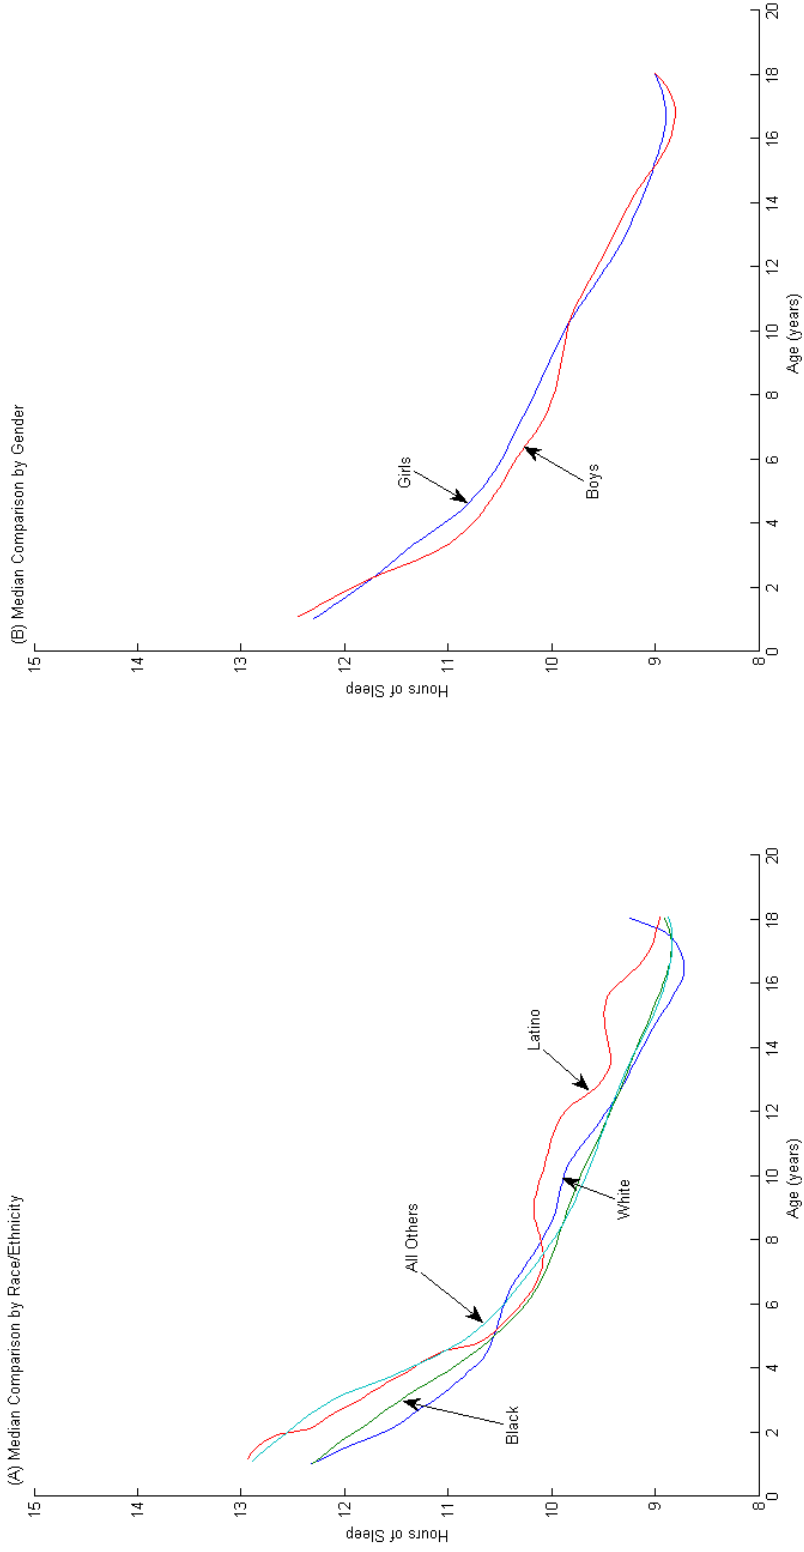 (A) Median Comparison by Race/Ethnicity
15
14
13
12
11
10
9
8
Hours of Sleep
0 2 4 6 8 10 12 14 16 18 20
Age (years)
All Others
Latino
Black
White
(B) Median Comparison by Gender
15
14
13
12
11
10
9
8
Hours of Sleep
0 2 4 6 8 10 12 14 16 18 20
Age (years)
Girls
Boys